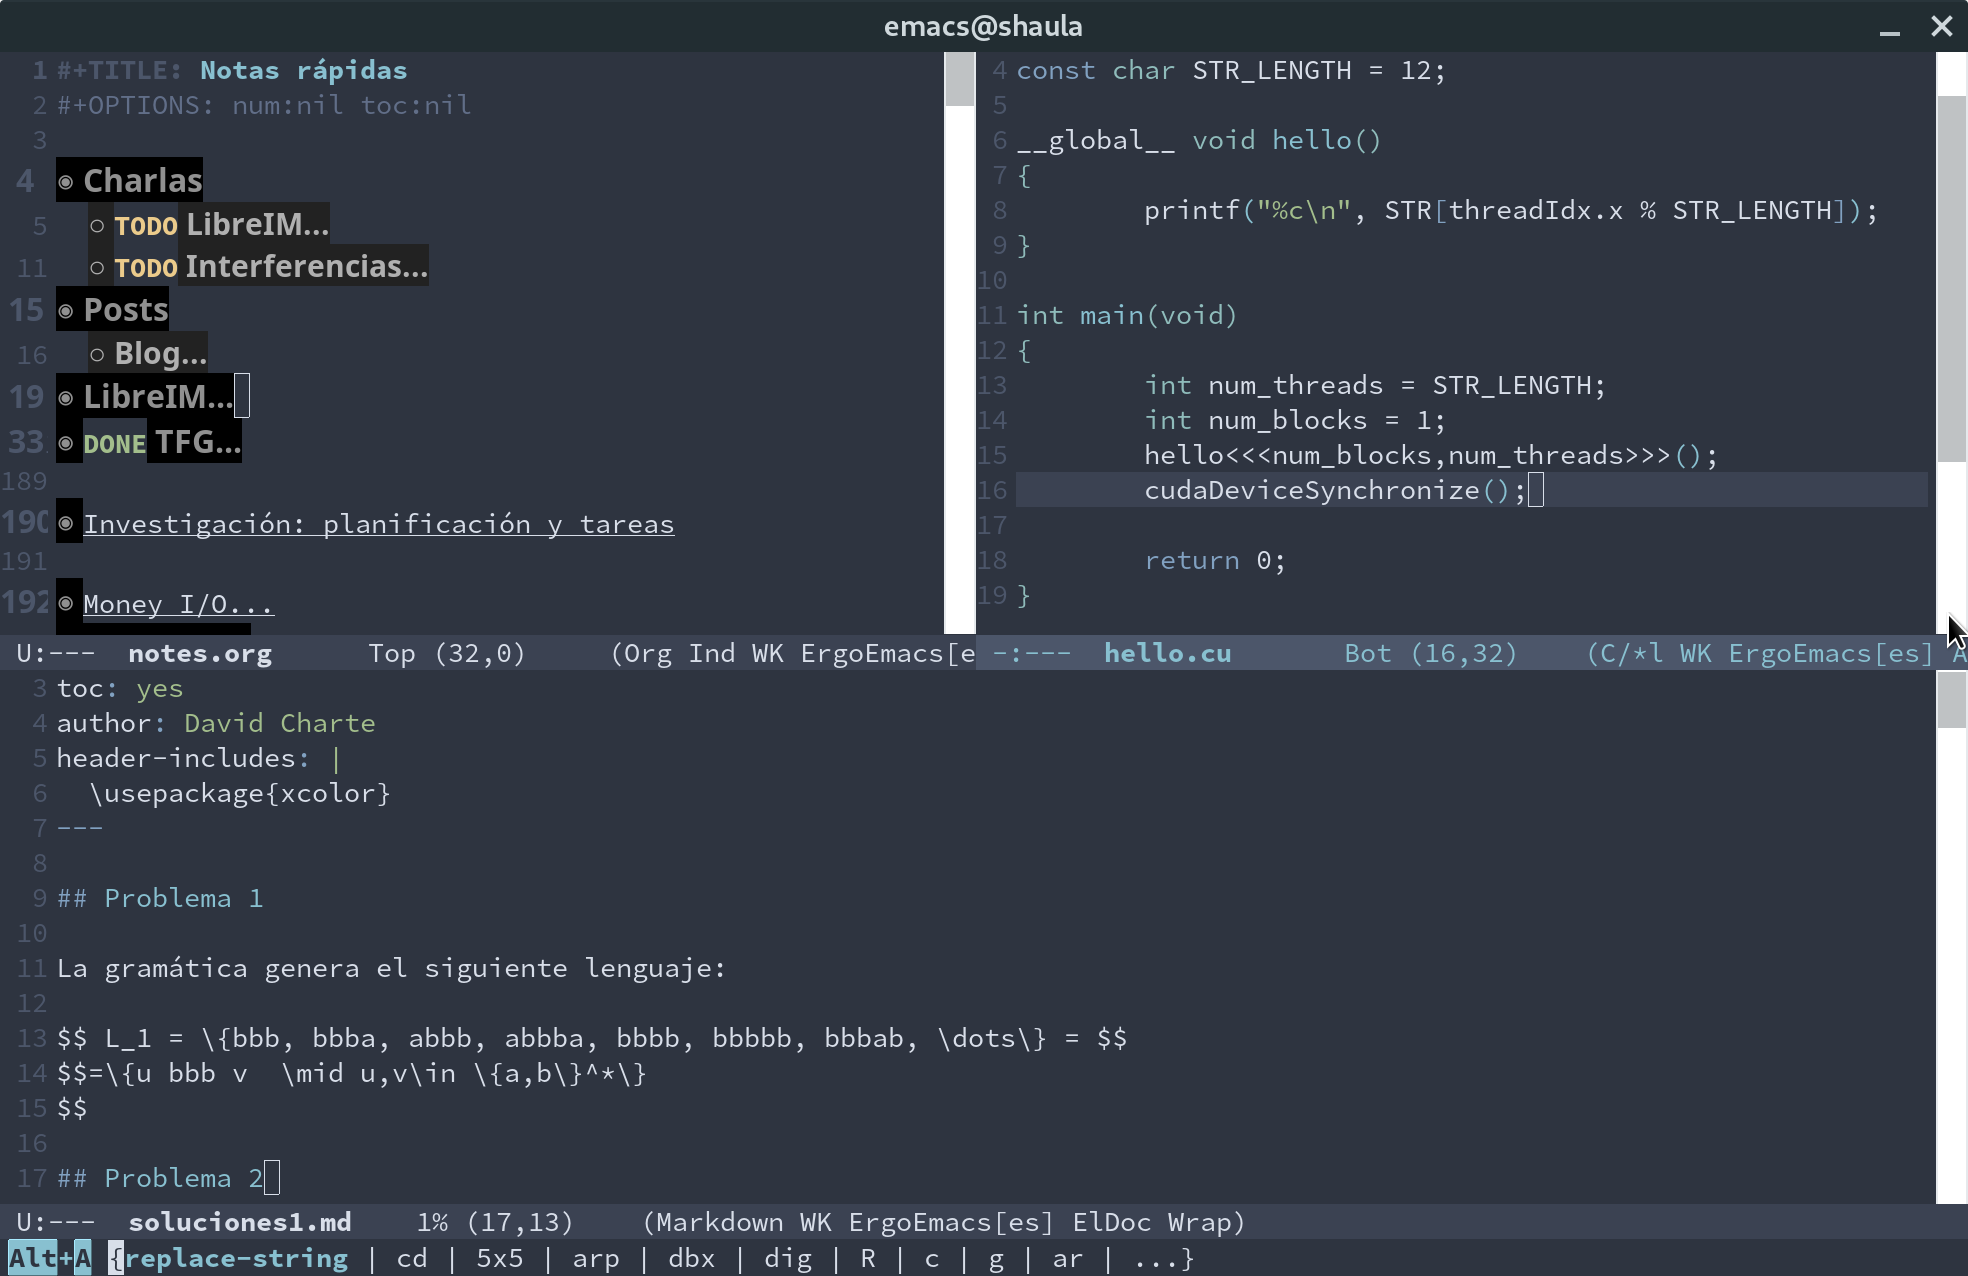 emacs@shaula
1 #+TITLE: Notas rápidas
2 #+OPTIONS: num:nil toc:nil
3
4 ◉ Charlas
5 ○ TODO LibreIM...
11 ○ TODO Interferencias...
15 ◉ Posts
16 ○ Blog...
19 ◉ LibreIM...
33 ◉ DONE TFG...
189
190 ◉ Investigación: planificación y tareas
191
192 ◉ Money I/O...
U:--- notes.org Top (32,0) (Org Ind WK ErgoEmacs[e
4 const char STR_LENGTH = 12;
5
6 __global__ void hello()
7 {
8 printf("%c\n", STR[threadIdx.x % STR_LENGTH]);
9 }
10
11 int main(void)
12 {
13 int num_threads = STR_LENGTH;
14 int num_blocks = 1;
15 hello<<<num_blocks,num_threads>>>();
16 cudaDeviceSynchronize();
17
18 return 0;
19 }
-:--- hello.cu Bot (16,32) (C/*l WK ErgoEmacs[es] A
3 toc: yes
4 author: David Charte
5 header-includes: |
6 \usepackage{xcolor}
7 ---
8
9 ## Problema 1
10
11 La gramática genera el siguiente lenguaje:
12
13 $$ L_1 = \{bbb, bbba, abbb, abbba, bbbb, bbbbb, bbbab, \dots\} = $$
14 $$=\{u bbb v  \mid u,v\in \{a,b\}^*\}
15 $$
16
17 ## Problema 2
U:--- soluciones1.md 1% (17,13) (Markdown WK ErgoEmacs[es] ElDoc Wrap)
Alt+A {replace-string | cd | 5x5 | arp | dbx | dig | R | c | g | ar | ...}